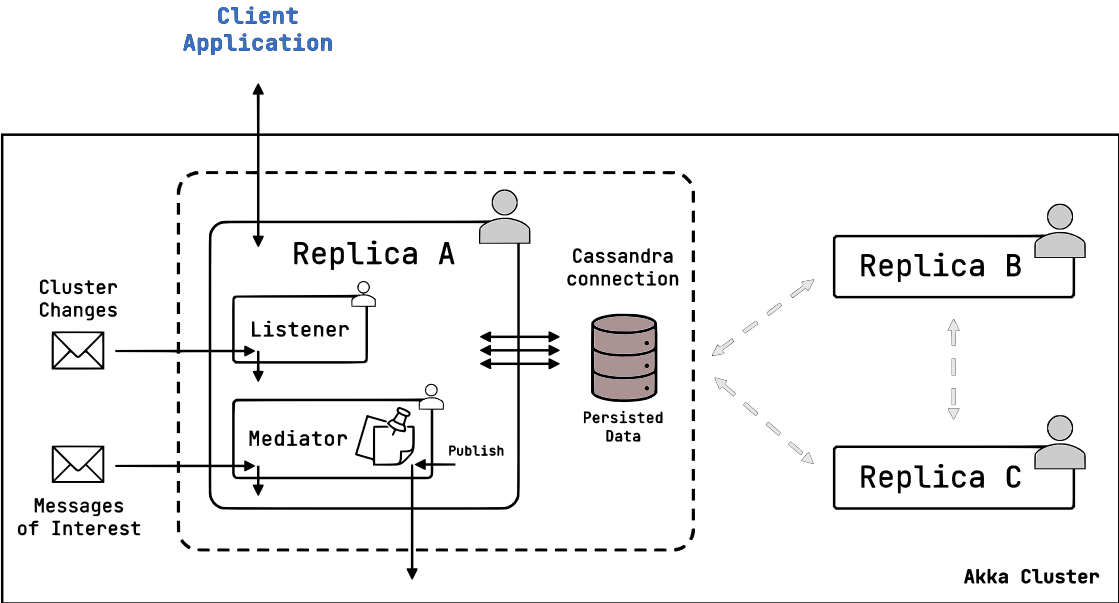 Client
Application
Replica A
Cassandra
connection
Replica B
Cluster
Changes
Listener
Persisted
Data
Mediator
Publish
Replica C
Messages
of Interest
Akka Cluster